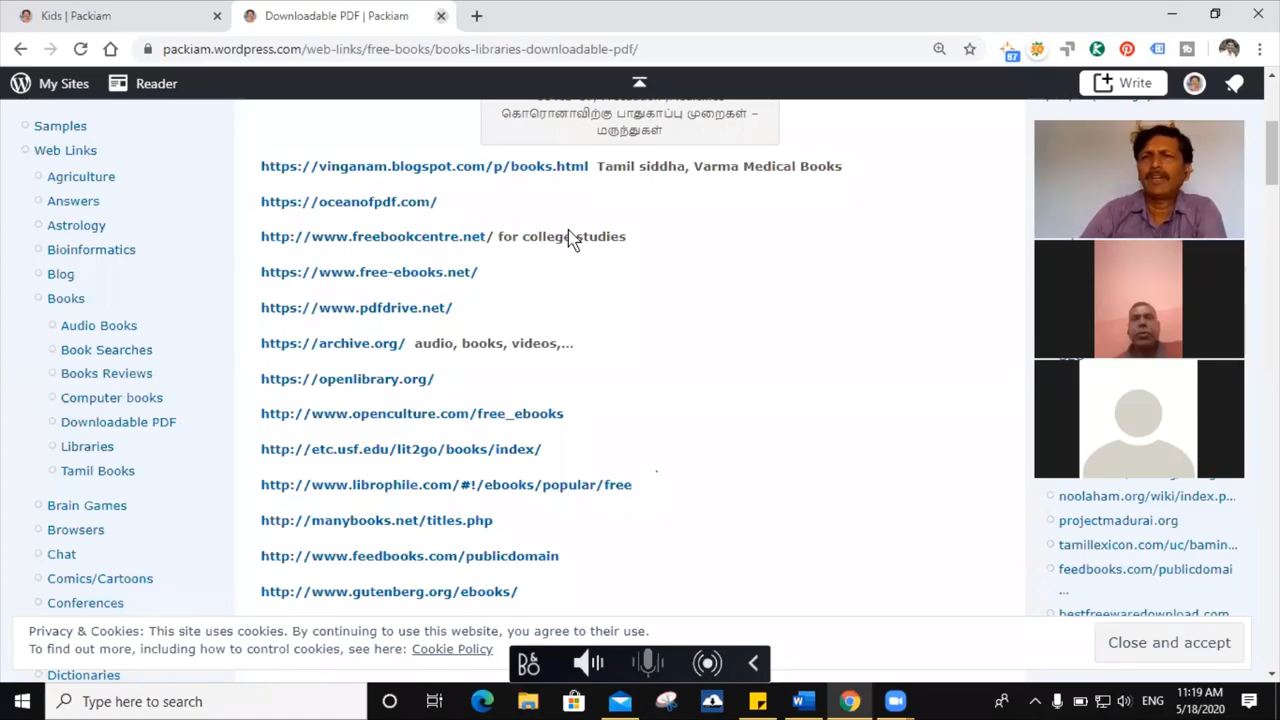 Kids | Packiam
Downloadable PDF | Packiam
packiam.wordpress.com/web-links/free-books/books-libraries-downloadable-pdf/
87
My Sites
Reader
Write
கொரொனாவிற்கு பாதுகாப்பு முறைகள் –
மருந்துகள்
Samples
Web Links
Agriculture
Answers
Astrology
Bioinformatics
Blog
Books
Audio Books
Book Searches
Books Reviews
Computer books
Downloadable PDF
Libraries
Tamil Books
Brain Games
Browsers
Chat
Comics/Cartoons
Conferences
Dictionaries
https://vinganam.blogspot.com/p/books.html Tamil siddha, Varma Medical Books
https://oceanofpdf.com/
http://www.freebookcentre.net/ for college studies
https://www.free-ebooks.net/
https://www.pdfdrive.net/
https://archive.org/ audio, books, videos,...
https://openlibrary.org/
http://www.openculture.com/free_ebooks
http://etc.usf.edu/lit2go/books/index/
http://www.librophile.com/#!/ebooks/popular/free
http://manybooks.net/titles.php
http://www.feedbooks.com/publicdomain
http://www.gutenberg.org/ebooks/
noolaham.org/wiki/index.p...
projectmadurai.org
tamillexicon.com/uc/bamin...
feedbooks.com/publicdomai
...
bestfreewaredownload.com
Privacy & Cookies: This site uses cookies. By continuing to use this website, you agree to their use.
To find out more, including how to control cookies, see here: Cookie Policy
Close and accept
Type here to search
ENG
11:19 AM
5/18/2020